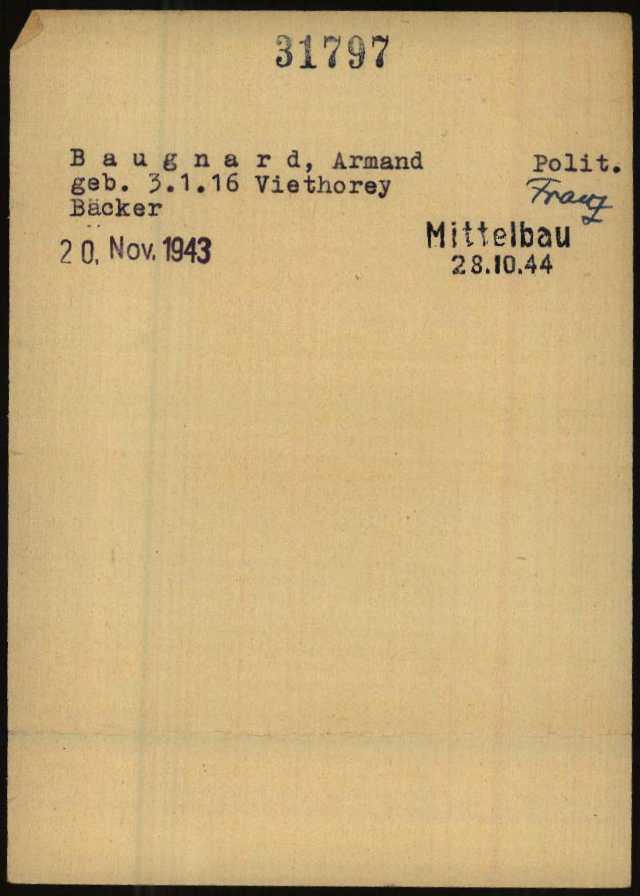 31797
B a u g n a r d, Armand Polit.
geb. 3.1.16 Viethorey Franz
Bäcker
20. Nov. 1943 Mittelbau
28.10.44